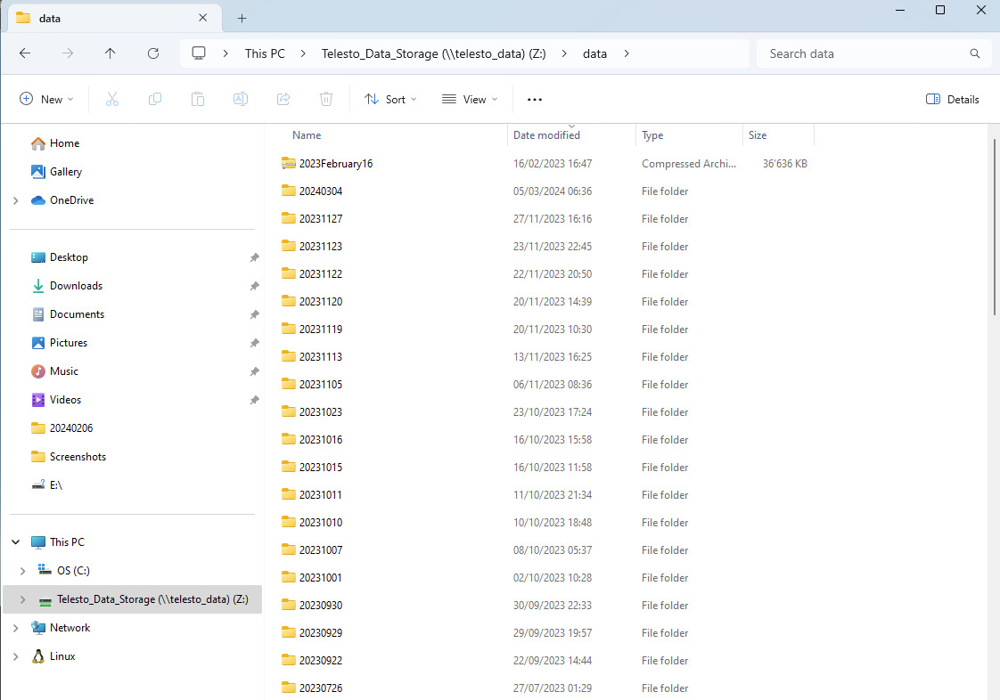 data
This PC Telesto_Data_Storage (\\telesto_data) (Z:) data
Search data
New Sort View Details
Home
Gallery
OneDrive
Desktop
Downloads
Documents
Pictures
Music
Videos
20240206
Screenshots
E:\
This PC
OS (C:)
Telesto_Data_Storage (\\telesto_data) (Z:)
Network
Linux
Name Date modified Type Size
2023February16 16/02/2023 16:47 Compressed Archi... 36'636 KB
20240304 05/03/2024 06:36 File folder
20231127 27/11/2023 16:16 File folder
20231123 23/11/2023 22:45 File folder
20231122 22/11/2023 20:50 File folder
20231120 20/11/2023 14:39 File folder
20231119 20/11/2023 10:30 File folder
20231113 13/11/2023 16:25 File folder
20231105 06/11/2023 08:36 File folder
20231023 23/10/2023 17:24 File folder
20231016 16/10/2023 15:58 File folder
20231015 16/10/2023 11:58 File folder
20231011 11/10/2023 21:34 File folder
20231010 10/10/2023 18:48 File folder
20231007 08/10/2023 05:37 File folder
20231001 02/10/2023 10:28 File folder
20230930 30/09/2023 22:33 File folder
20230929 29/09/2023 19:57 File folder
20230922 22/09/2023 14:44 File folder
20230726 27/07/2023 01:29 File folder